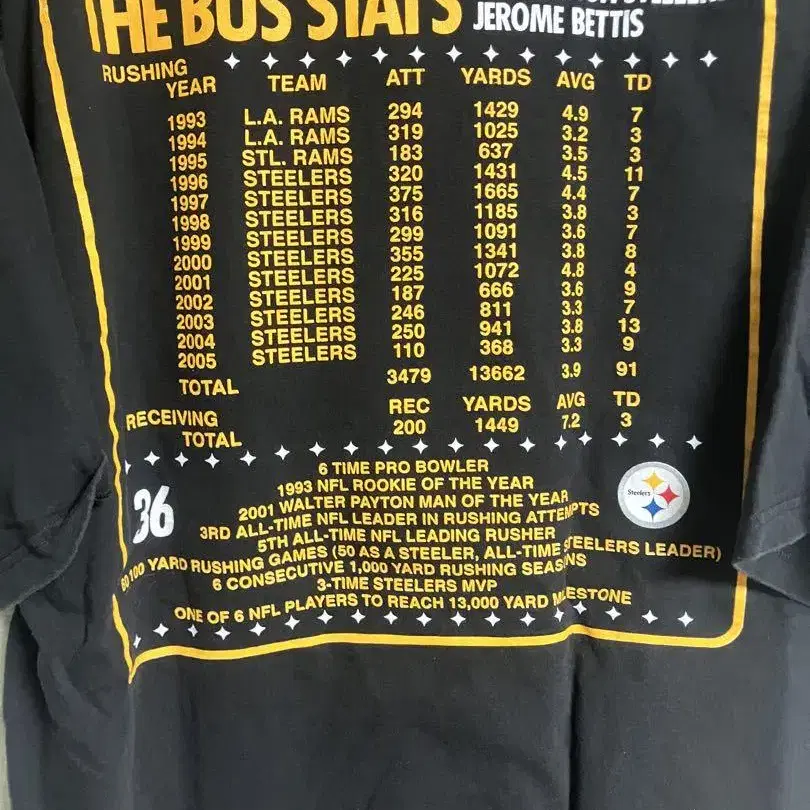 THE BUS STATS
JEROME BETTIS
RUSHING
YEAR TEAM ATT YARDS AVG TD
1993 L.A. RAMS 294 1429 4.9 7
1994 L.A. RAMS 319 1025 3.2 3
1995 STL. RAMS 183 637 3.5 3
1996 STEELERS 320 1431 4.5 11
1997 STEELERS 375 1665 4.4 7
1998 STEELERS 316 1185 3.8 3
1999 STEELERS 299 1091 3.6 7
2000 STEELERS 355 1341 3.8 8
2001 STEELERS 225 1072 4.8 4
2002 STEELERS 187 666 3.6 9
2003 STEELERS 246 811 3.3 7
2004 STEELERS 250 941 3.8 13
2005 STEELERS 110 368 3.3 9
TOTAL 3479 13662 3.9 91
RECEIVING REC YARDS AVG TD
TOTAL 200 1449 7.2 3
6 TIME PRO BOWLER
1993 NFL ROOKIE OF THE YEAR
2001 WALTER PAYTON MAN OF THE YEAR
3RD ALL-TIME NFL LEADER IN RUSHING ATTEMPTS
5TH ALL-TIME NFL LEADING RUSHER
100 YARD RUSHING GAMES (50 AS A STEELER, ALL-TIME STEELERS LEADER)
6 CONSECUTIVE 1,000 YARD RUSHING SEASONS
3-TIME STEELERS MVP
ONE OF 6 NFL PLAYERS TO REACH 13,000 YARD MILESTONE
36
Steelers